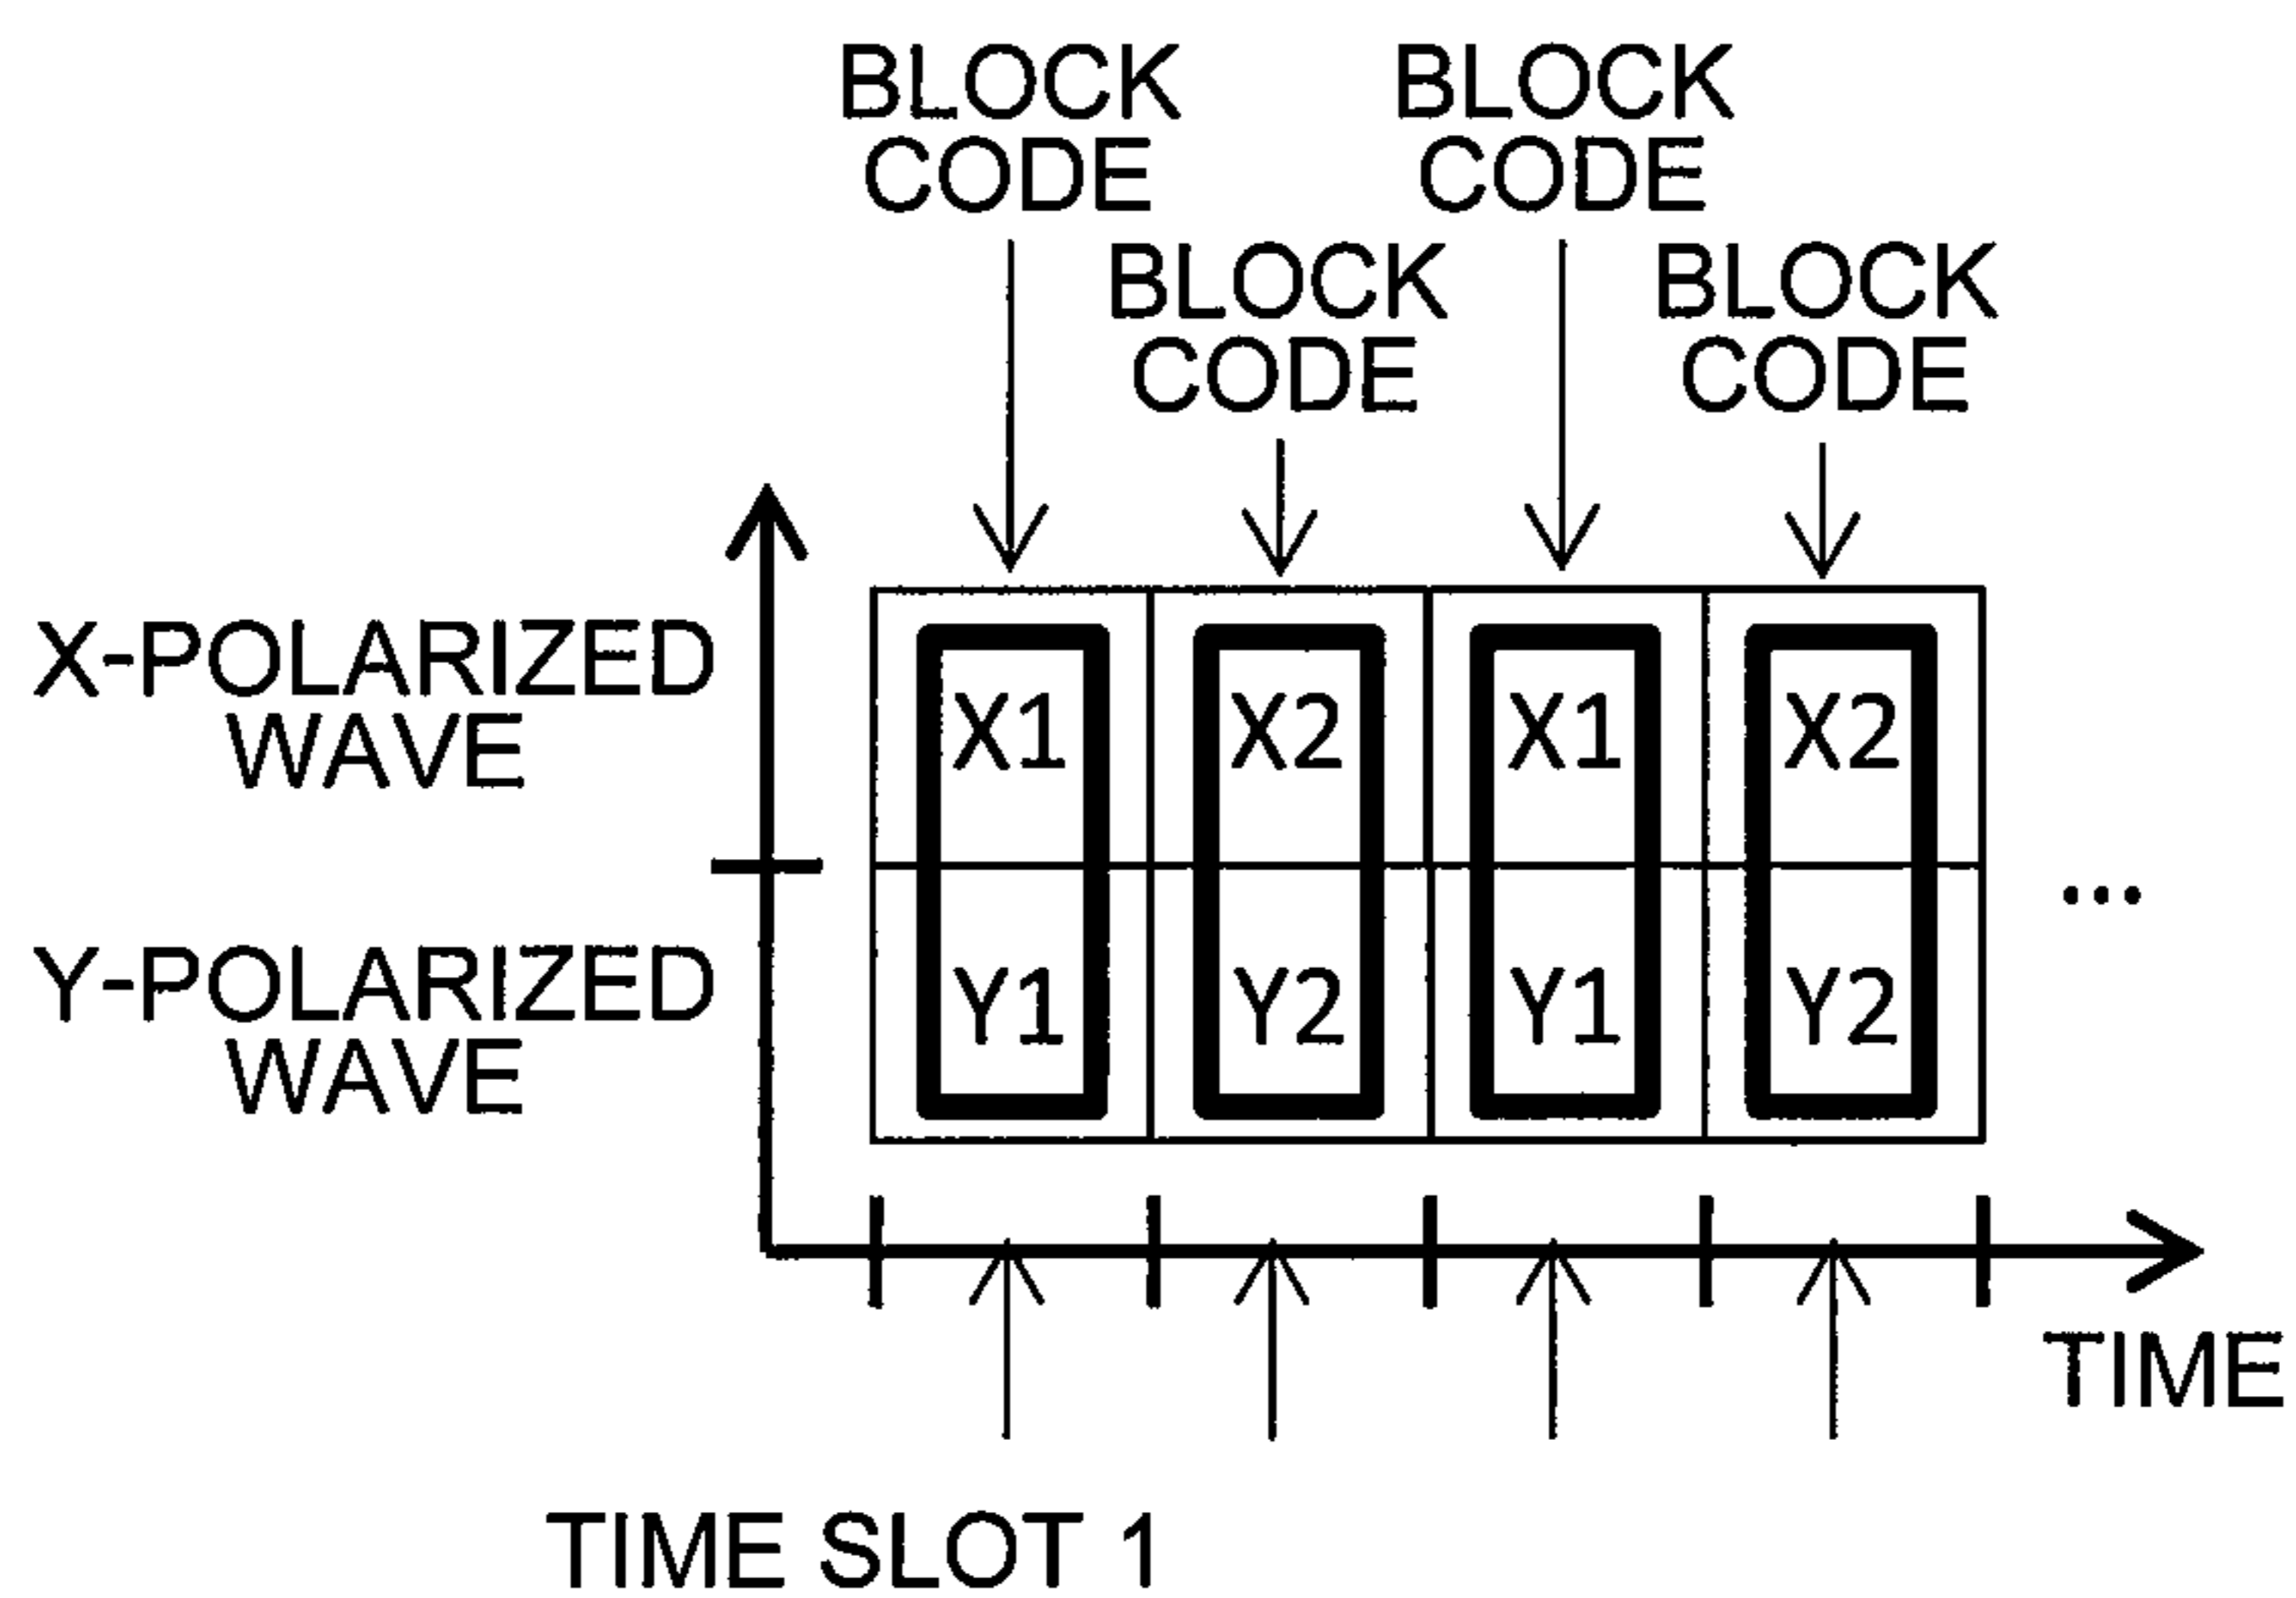 BLOCK BLOCK
CODE CODE
BLOCK BLOCK
CODE CODE
X-POLARIZED
WAVE
X1 X2 X1 X2
...
Y-POLARIZED
WAVE
Y1 Y2 Y1 Y2
TIME
TIME SLOT 1